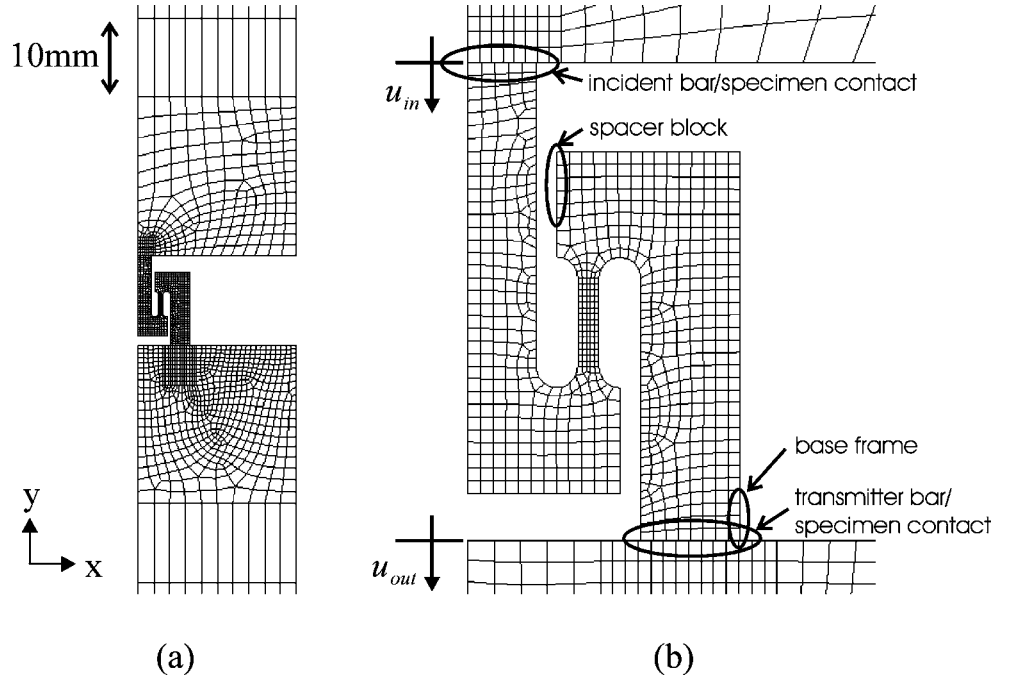 10mm
y
x
(a)
u_in
incident bar/specimen contact
spacer block
base frame
transmitter bar/
specimen contact
u_out
(b)